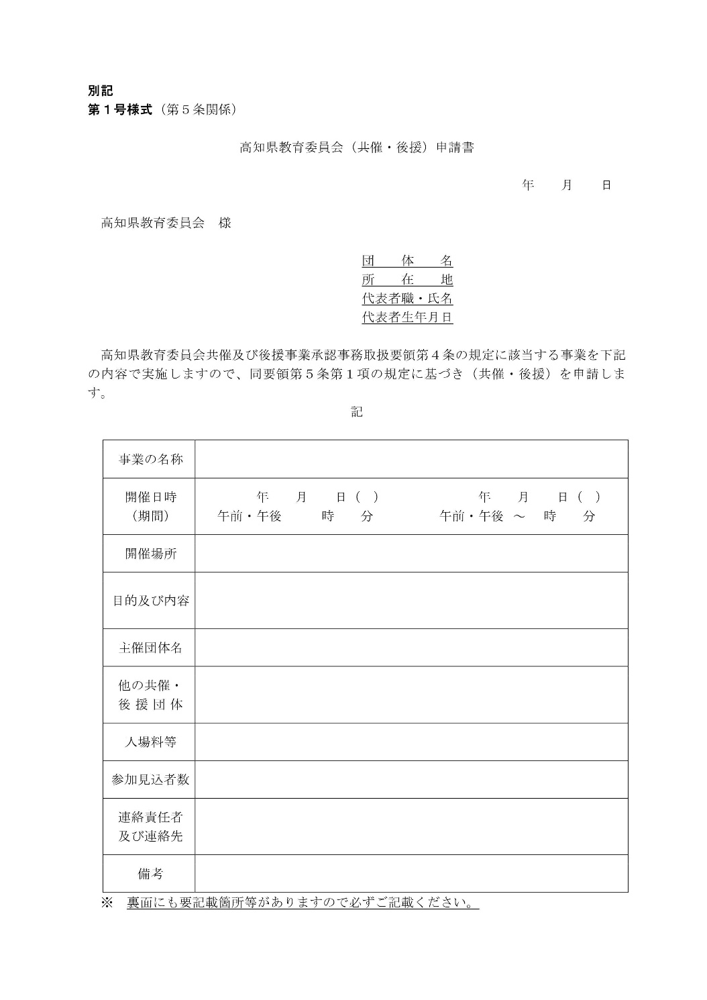 別記
第１号様式（第５条関係）
高知県教育委員会（共催・後援）申請書
年　　月　　日
高知県教育委員会　様
団　　体　　名
所　　在　　地
代表者職・氏名
代表者生年月日
高知県教育委員会共催及び後援事業承認事務取扱要領第４条の規定に該当する事業を下記
の内容で実施しますので、同要領第５条第１項の規定に基づき（共催・後援）を申請しま
す。
記
事業の名称
開催日時
（期間）
年　　月　　日（　）　　　　　　　年　　月　　日（　）
午前・午後　　　時　　分　　　　　午前・午後　～　時　　分
開催場所
目的及び内容
主催団体名
他の共催・
後 援 団 体
入場料等
参加見込者数
連絡責任者
及び連絡先
備考
※　裏面にも要記載箇所等がありますので必ずご記載ください。